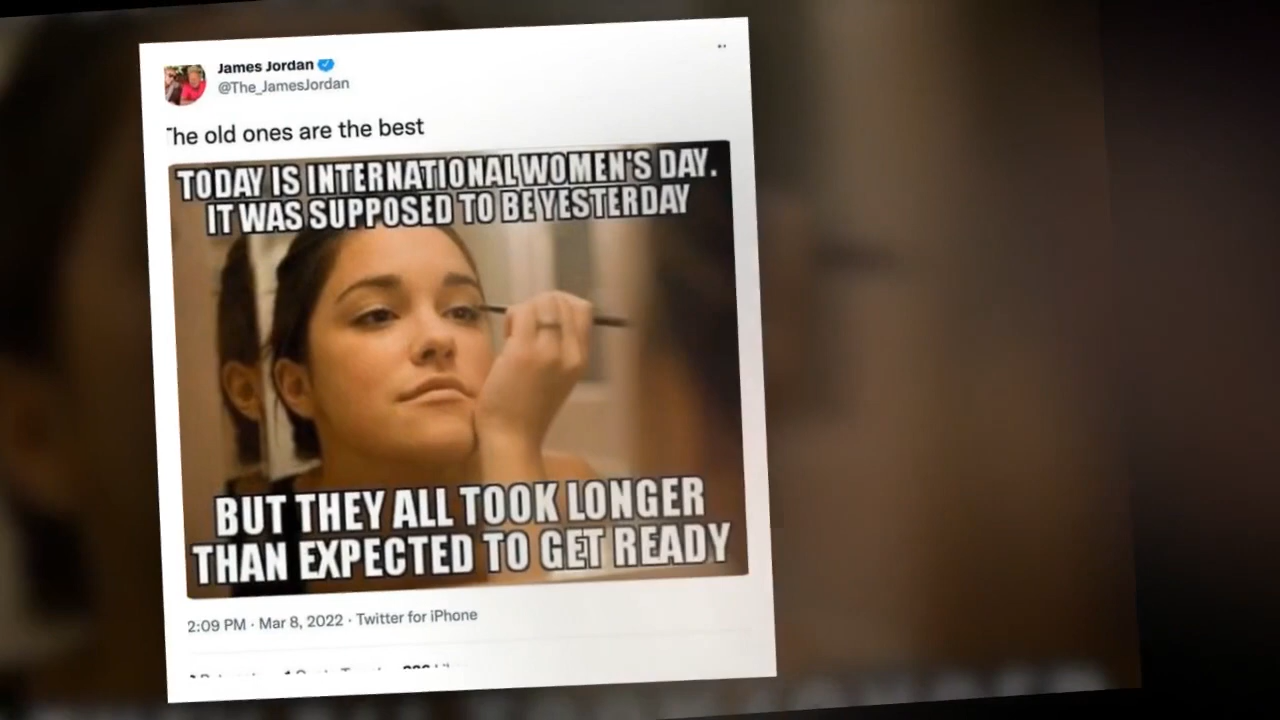 James Jordan
@The_JamesJordan
The old ones are the best
TODAY IS INTERNATIONAL WOMEN'S DAY.
IT WAS SUPPOSED TO BE YESTERDAY
BUT THEY ALL TOOK LONGER
THAN EXPECTED TO GET READY
2:09 PM · Mar 8, 2022 · Twitter for iPhone